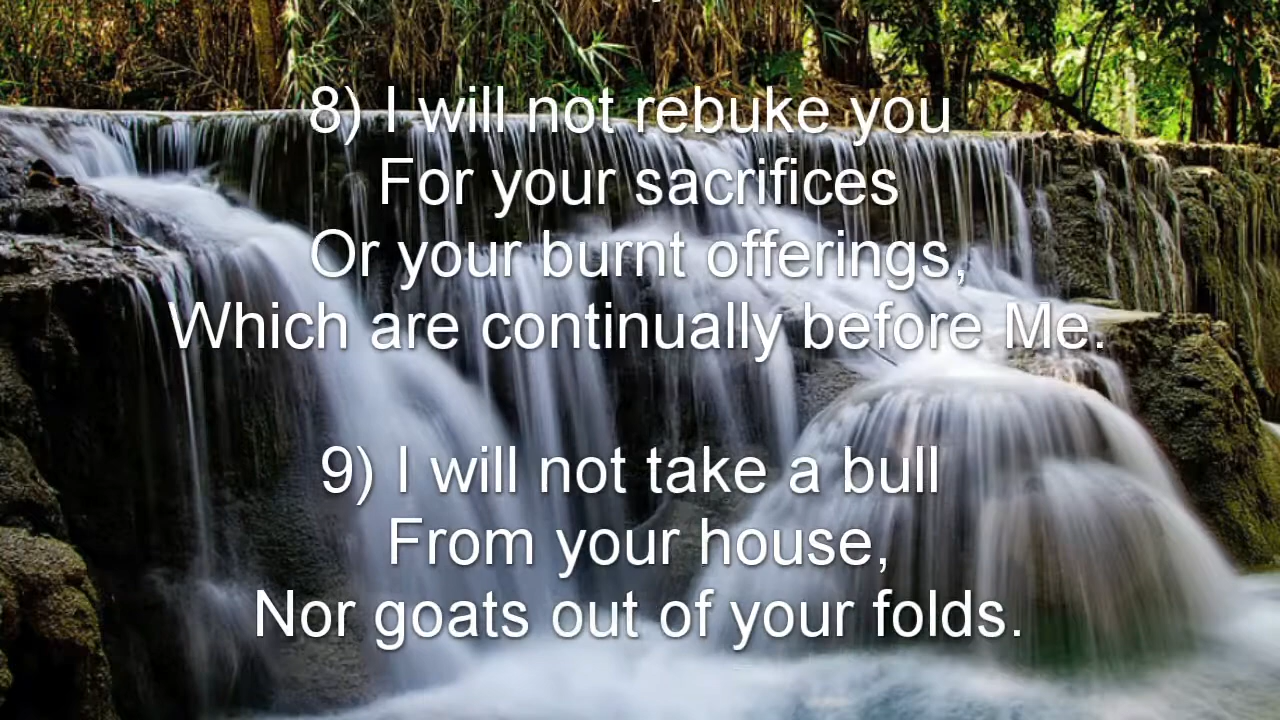 8) I will not rebuke you
For your sacrifices
Or your burnt offerings,
Which are continually before Me.
9) I will not take a bull
From your house,
Nor goats out of your folds.